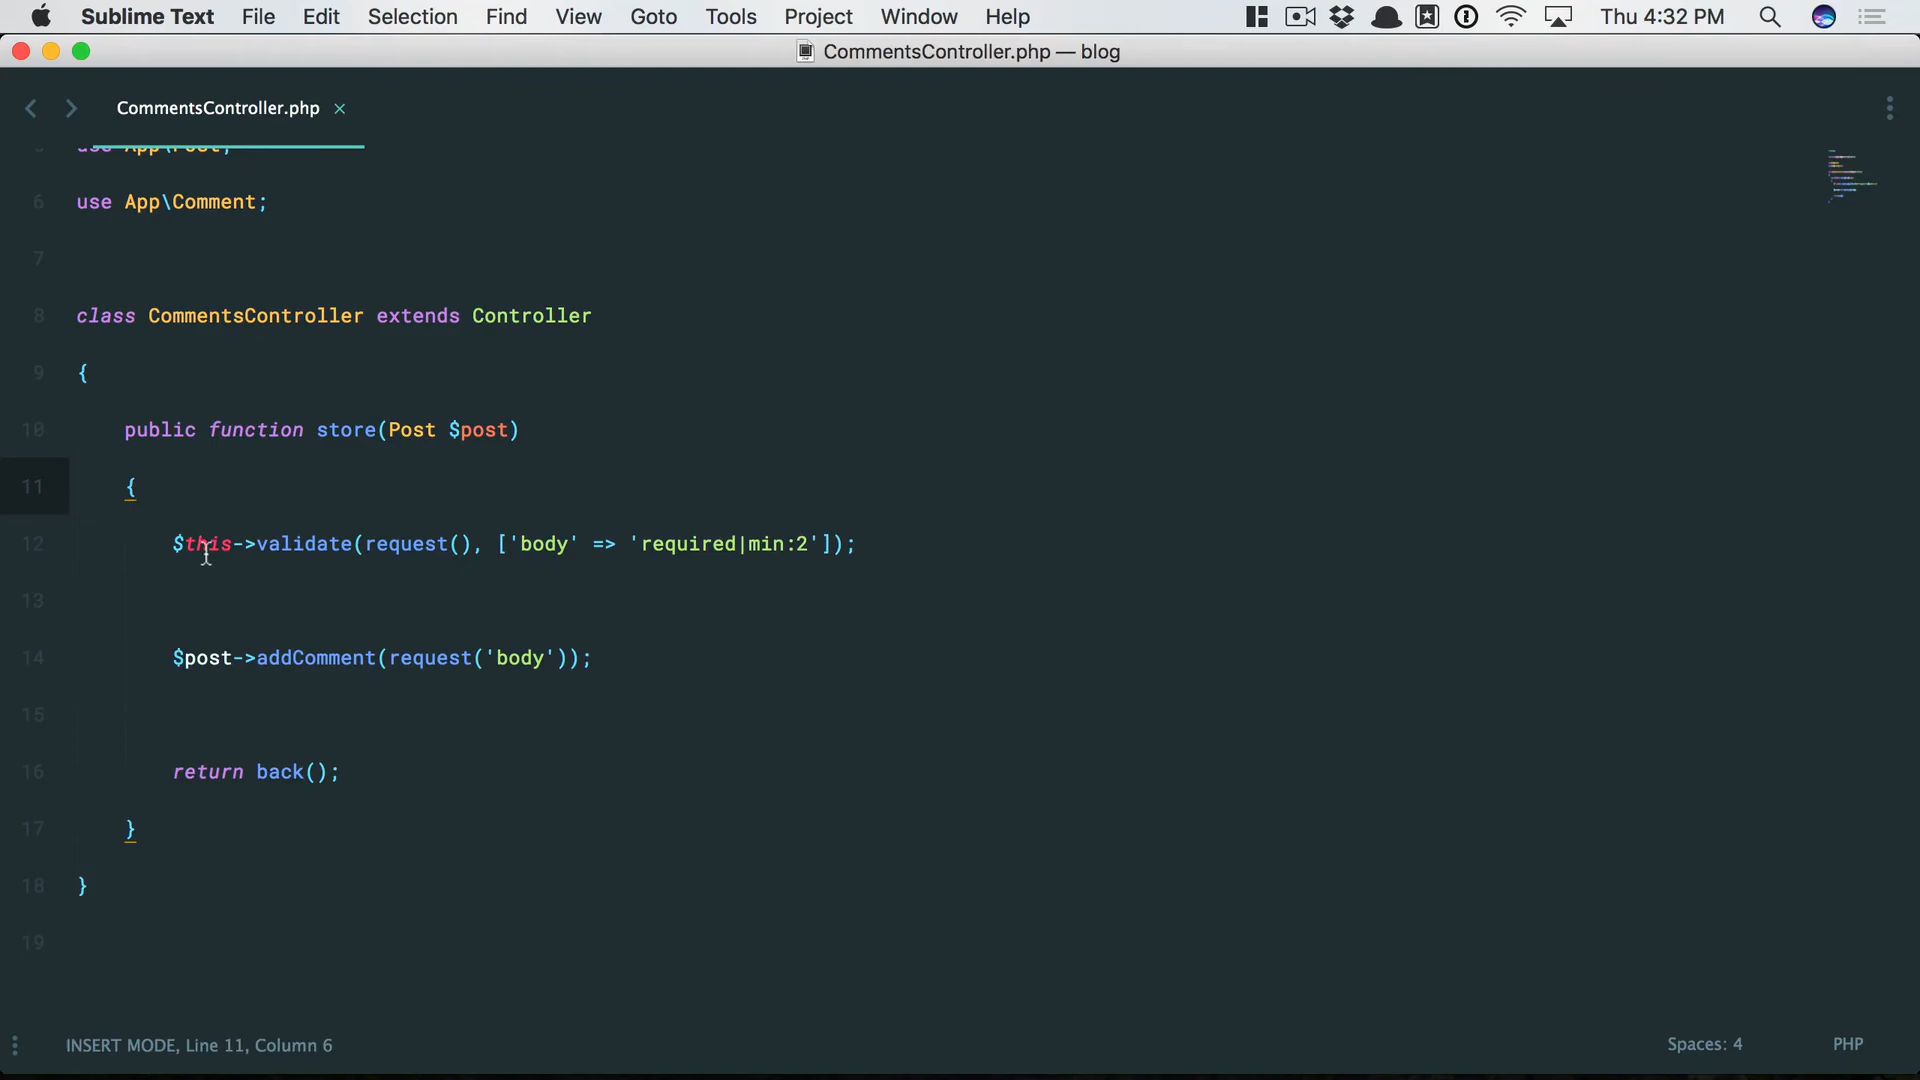 Sublime Text File Edit Selection Find View Goto Tools Project Window Help Thu 4:32 PM
CommentsController.php — blog
CommentsController.php ×
use App\Post;
6 use App\Comment;
7
8 class CommentsController extends Controller
9 {
10 public function store(Post $post)
11 {
12 $this->validate(request(), ['body' => 'required|min:2']);
13
14 $post->addComment(request('body'));
15
16 return back();
17 }
18 }
19
INSERT MODE, Line 11, Column 6 Spaces: 4 PHP